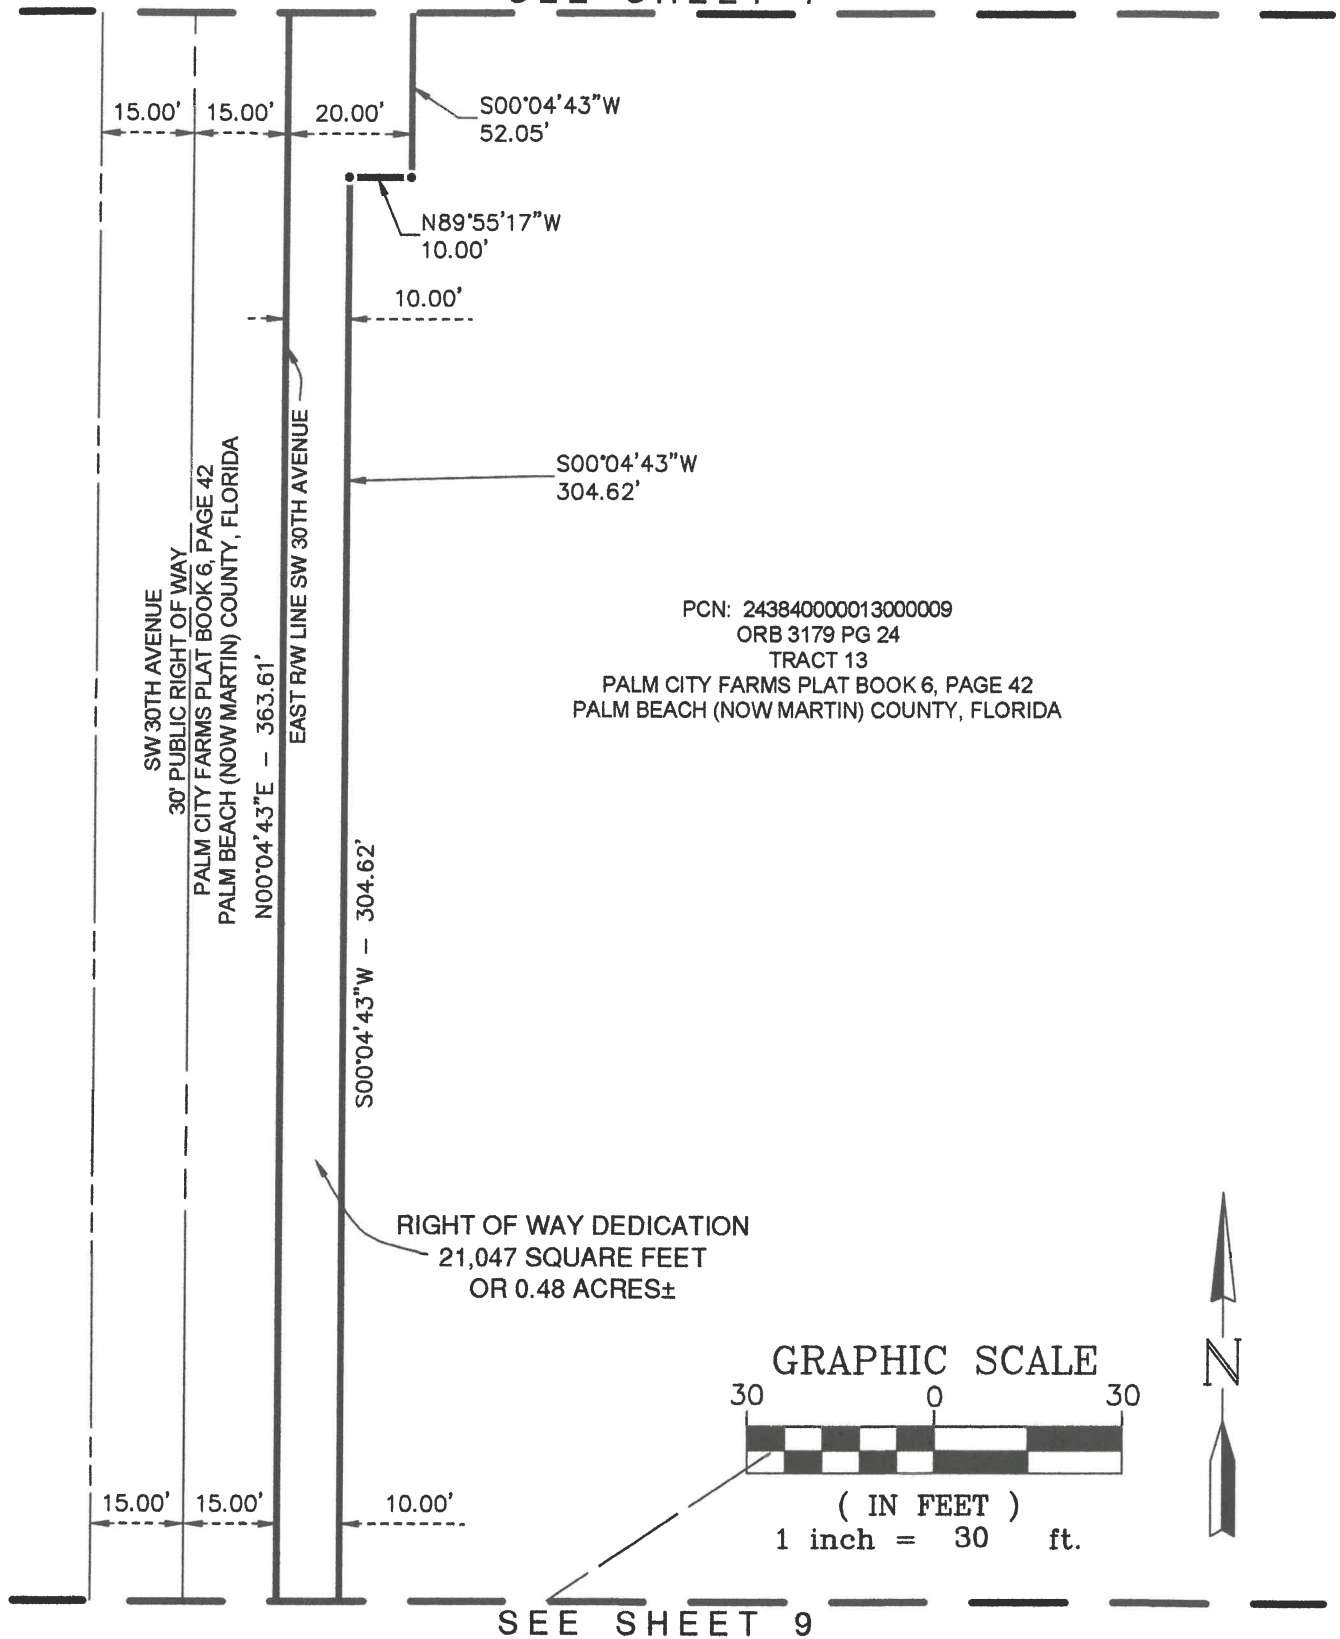 15.00'
15.00'
20.00'
S00°04'43"W
52.05'
N89°55'17"W
10.00'
10.00'
EAST R/W LINE SW 30TH AVENUE
S00°04'43"W
304.62'
SW 30TH AVENUE
30' PUBLIC RIGHT OF WAY
PALM CITY FARMS PLAT BOOK 6, PAGE 42
PALM BEACH (NOW MARTIN) COUNTY, FLORIDA
N00°04'43"E - 363.61'
PCN: 243840000013000009
ORB 3179 PG 24
TRACT 13
PALM CITY FARMS PLAT BOOK 6, PAGE 42
PALM BEACH (NOW MARTIN) COUNTY, FLORIDA
S00°04'43"W - 304.62'
RIGHT OF WAY DEDICATION
21,047 SQUARE FEET
OR 0.48 ACRES±
N
GRAPHIC SCALE
30 0 30
( IN FEET )
1 inch = 30 ft.
15.00'
15.00'
10.00'
SEE SHEET 9